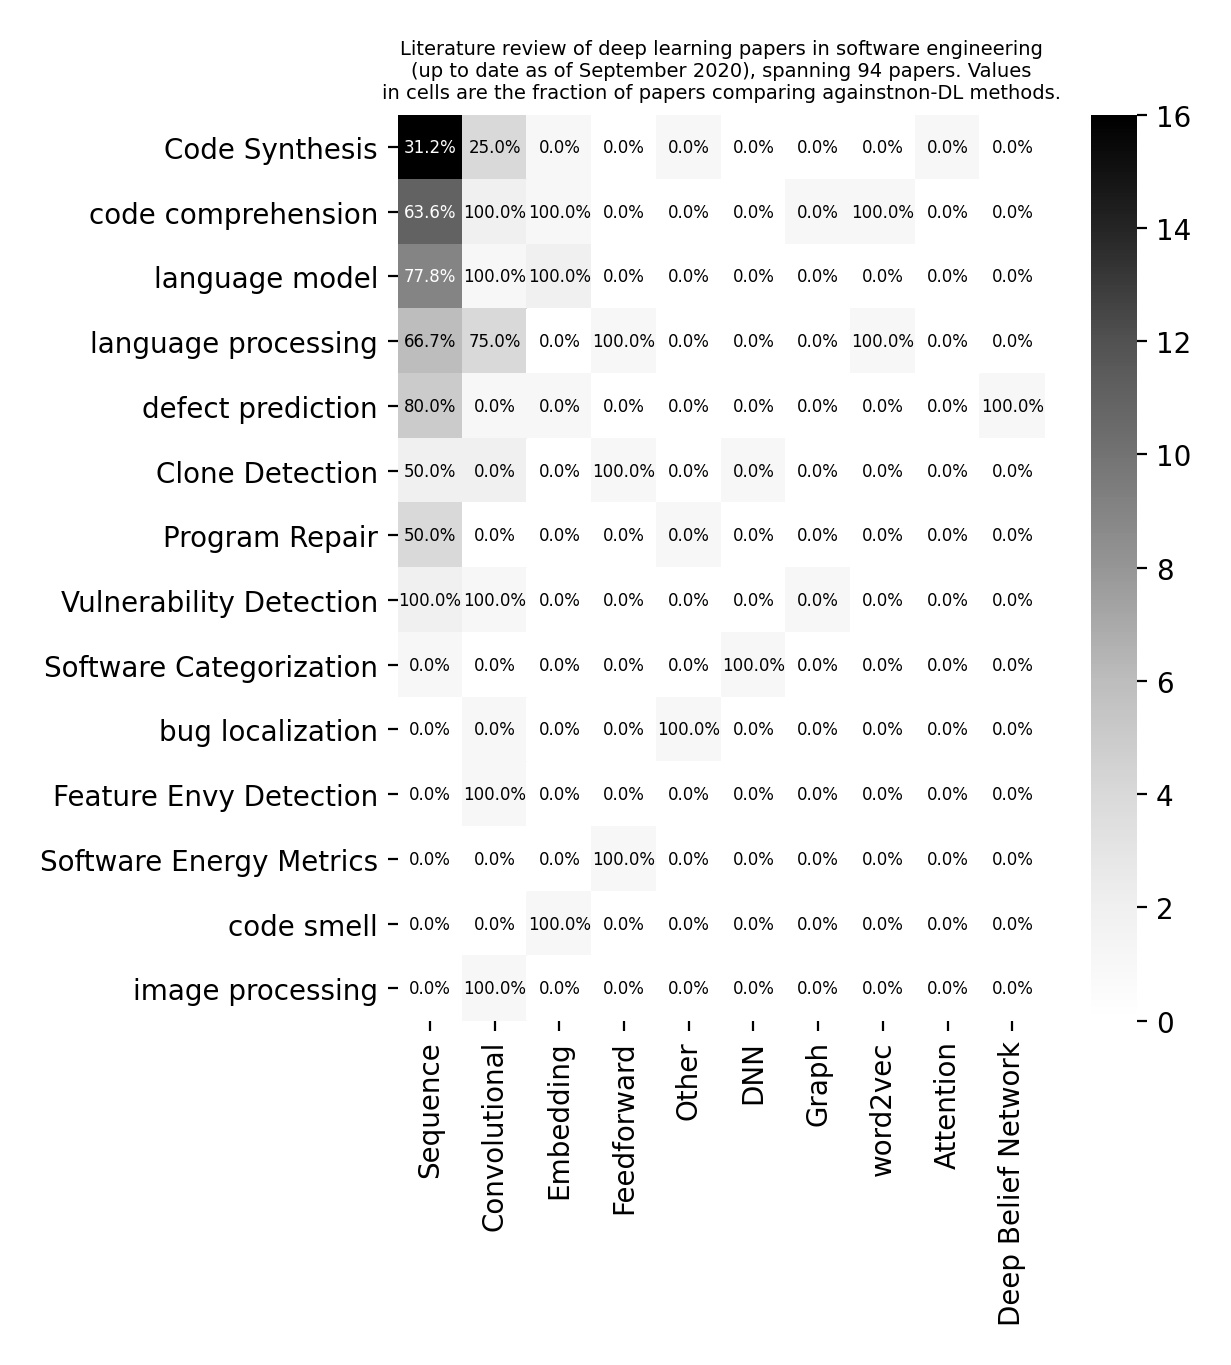 Literature review of deep learning papers in software engineering
(up to date as of September 2020), spanning 94 papers. Values
in cells are the fraction of papers comparing againstnon-DL methods.
Code Synthesis 31.2% 25.0% 0.0% 0.0% 0.0% 0.0% 0.0% 0.0% 0.0% 0.0%
code comprehension 63.6% 100.0% 100.0% 0.0% 0.0% 0.0% 0.0% 100.0% 0.0% 0.0%
language model 77.8% 100.0% 100.0% 0.0% 0.0% 0.0% 0.0% 0.0% 0.0% 0.0%
language processing 66.7% 75.0% 0.0% 100.0% 0.0% 0.0% 0.0% 100.0% 0.0% 0.0%
defect prediction 80.0% 0.0% 0.0% 0.0% 0.0% 0.0% 0.0% 0.0% 0.0% 100.0%
Clone Detection 50.0% 0.0% 0.0% 100.0% 0.0% 0.0% 0.0% 0.0% 0.0% 0.0%
Program Repair 50.0% 0.0% 0.0% 0.0% 0.0% 0.0% 0.0% 0.0% 0.0% 0.0%
Vulnerability Detection 100.0% 100.0% 0.0% 0.0% 0.0% 0.0% 0.0% 0.0% 0.0% 0.0%
Software Categorization 0.0% 0.0% 0.0% 0.0% 0.0% 100.0% 0.0% 0.0% 0.0% 0.0%
bug localization 0.0% 0.0% 0.0% 0.0% 100.0% 0.0% 0.0% 0.0% 0.0% 0.0%
Feature Envy Detection 0.0% 100.0% 0.0% 0.0% 0.0% 0.0% 0.0% 0.0% 0.0% 0.0%
Software Energy Metrics 0.0% 0.0% 0.0% 100.0% 0.0% 0.0% 0.0% 0.0% 0.0% 0.0%
code smell 0.0% 0.0% 100.0% 0.0% 0.0% 0.0% 0.0% 0.0% 0.0% 0.0%
image processing 0.0% 100.0% 0.0% 0.0% 0.0% 0.0% 0.0% 0.0% 0.0% 0.0%
Sequence
Convolutional
Embedding
Feedforward
Other
DNN
Graph
word2vec
Attention
Deep Belief Network
16
14
12
10
8
6
4
2
0